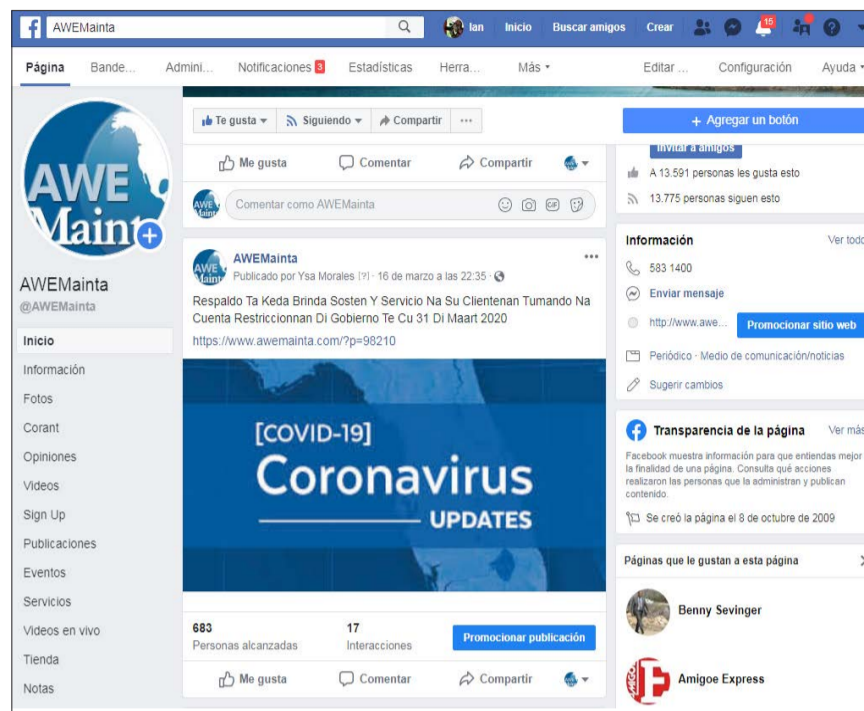 AWEMainta
Ian
Inicio
Buscar amigos
Crear
15
Página
Bande...
Admini...
Notificaciones 3
Estadísticas
Herra...
Más
Editar ...
Configuración
Ayuda
AWE
Mainta
AWEMainta
@AWEMainta
Inicio
Información
Fotos
Corant
Opiniones
Videos
Sign Up
Publicaciones
Eventos
Servicios
Videos en vivo
Tienda
Notas
Te gusta
Siguiendo
Compartir
...
Me gusta
Comentar
Compartir
Comentar como AWEMainta
GIF
AWEMainta
Publicado por Ysa Morales [?] · 16 de marzo a las 22:35 ·
Respaldo Ta Keda Brinda Sosten Y Servicio Na Su Clientenan Tumando Na
Cuenta Restriccionnan Di Gobierno Te Cu 31 Di Maart 2020
https://www.awemainta.com/?p=98210
[COVID-19]
Coronavirus
UPDATES
683
Personas alcanzadas
17
Interacciones
Promocionar publicación
Me gusta
Comentar
Compartir
+ Agregar un botón
Invitar a amigos
A 13.591 personas les gusta esto
13.775 personas siguen esto
Información
Ver todo
583 1400
Enviar mensaje
http://www.awe...
Promocionar sitio web
Periódico · Medio de comunicación/noticias
Sugerir cambios
Transparencia de la página
Ver más
Facebook muestra información para que entiendas mejor
la finalidad de una página. Consulta qué acciones
realizaron las personas que la administran y publican
contenido.
Se creó la página el 8 de octubre de 2009
Páginas que le gustan a esta página
Benny Sevinger
Amigoe Express